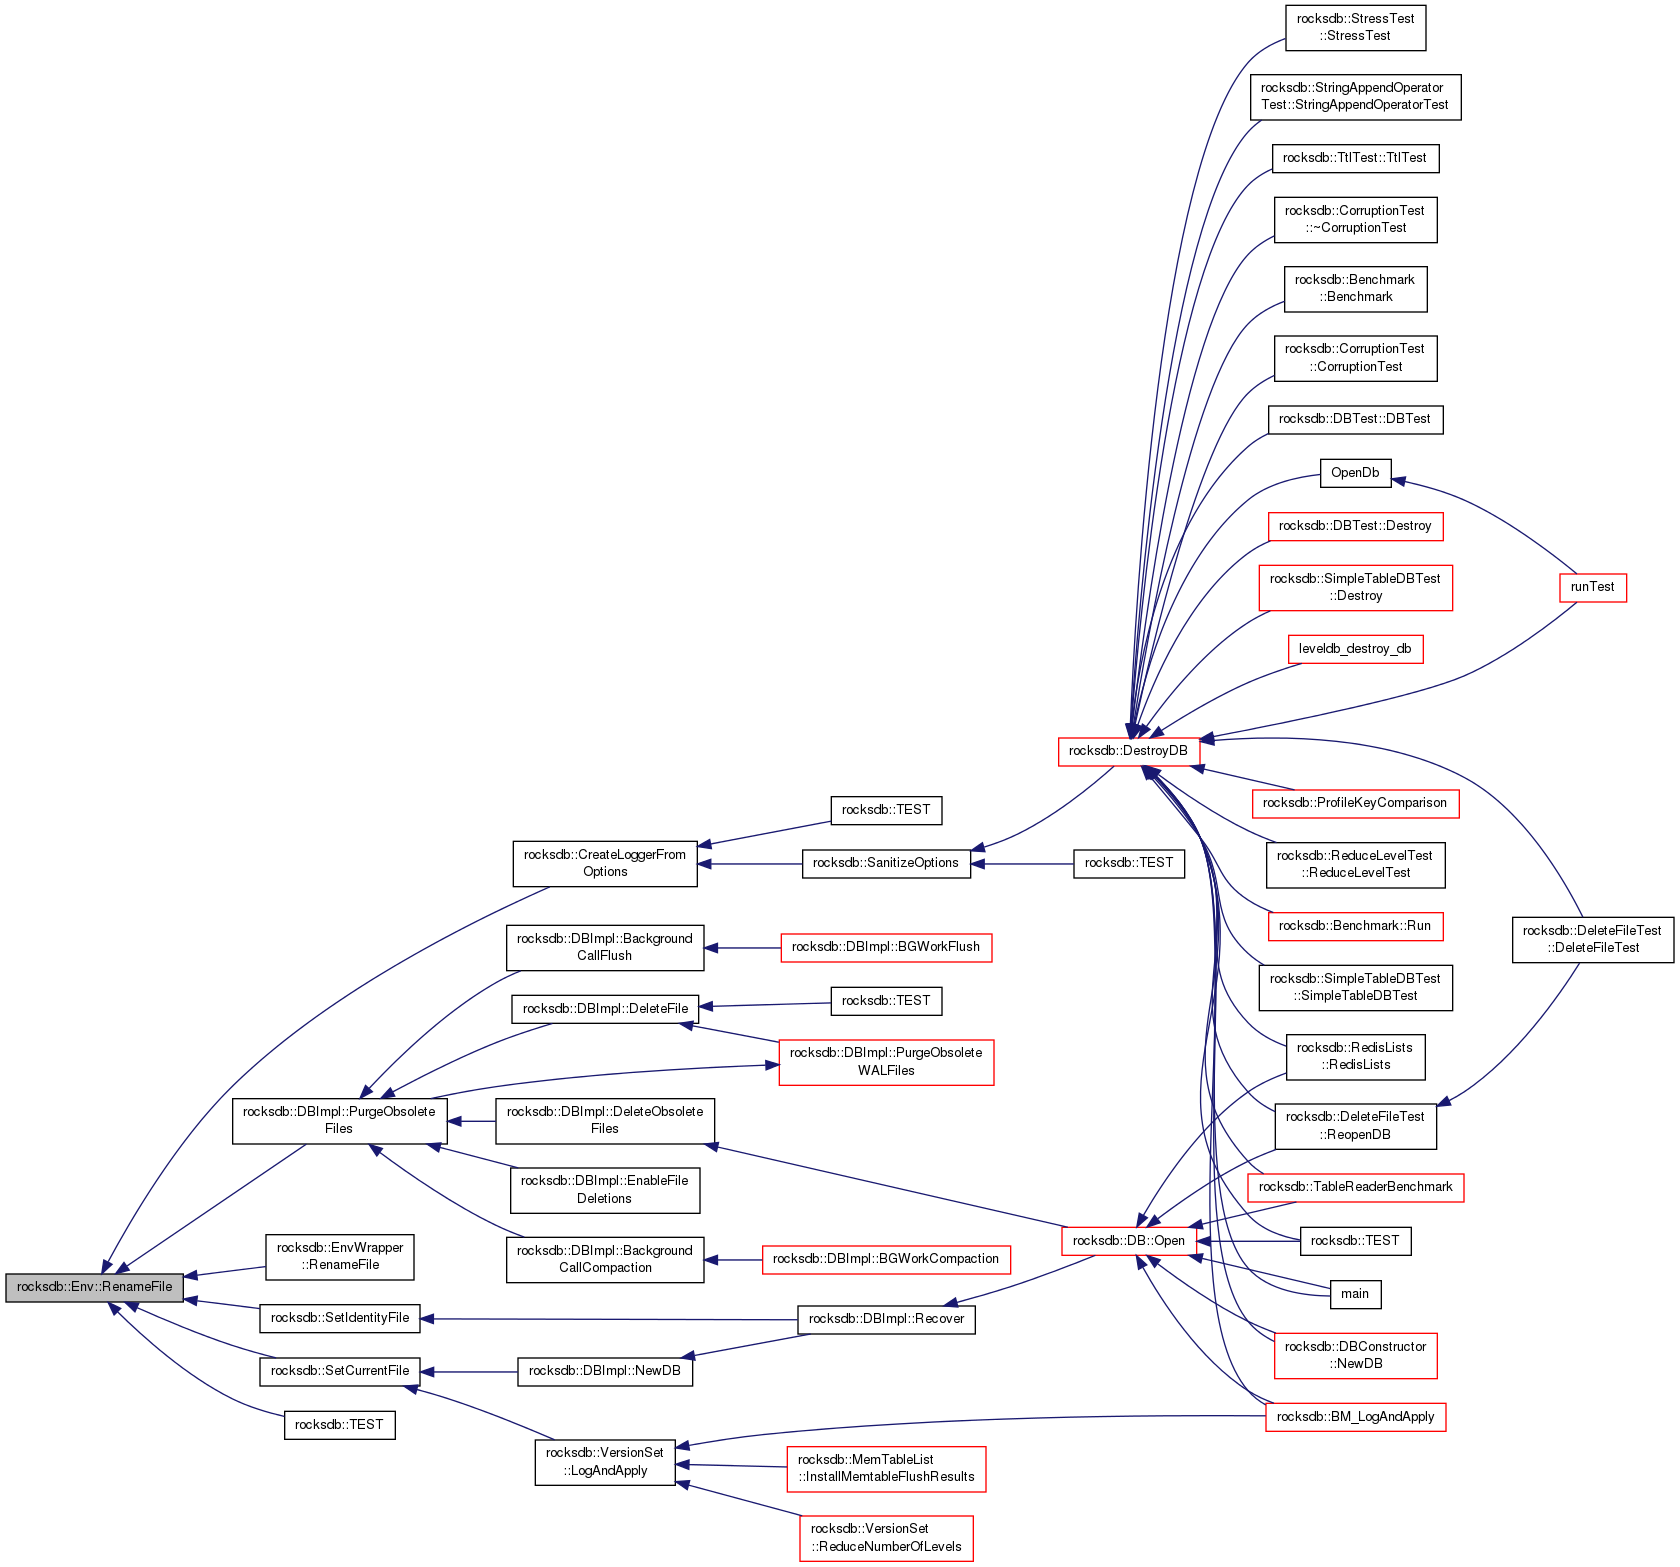 rocksdb::StressTest
::StressTest
rocksdb::StringAppendOperator
Test::StringAppendOperatorTest
rocksdb::TtlTest::TtlTest
rocksdb::CorruptionTest
::~CorruptionTest
rocksdb::Benchmark
::Benchmark
rocksdb::CorruptionTest
::CorruptionTest
rocksdb::DBTest::DBTest
OpenDb
rocksdb::DBTest::Destroy
rocksdb::SimpleTableDBTest
::Destroy
runTest
leveldb_destroy_db
rocksdb::DestroyDB
rocksdb::ProfileKeyComparison
rocksdb::TEST
rocksdb::CreateLoggerFrom
Options
rocksdb::SanitizeOptions
rocksdb::TEST
rocksdb::ReduceLevelTest
::ReduceLevelTest
rocksdb::Benchmark::Run
rocksdb::DeleteFileTest
::DeleteFileTest
rocksdb::DBImpl::Background
CallFlush
rocksdb::DBImpl::BGWorkFlush
rocksdb::SimpleTableDBTest
::SimpleTableDBTest
rocksdb::DBImpl::DeleteFile
rocksdb::TEST
rocksdb::DBImpl::PurgeObsolete
WALFiles
rocksdb::RedisLists
::RedisLists
rocksdb::DBImpl::PurgeObsolete
Files
rocksdb::DBImpl::DeleteObsolete
Files
rocksdb::DeleteFileTest
::ReopenDB
rocksdb::DBImpl::EnableFile
Deletions
rocksdb::TableReaderBenchmark
rocksdb::EnvWrapper
::RenameFile
rocksdb::DBImpl::Background
CallCompaction
rocksdb::DBImpl::BGWorkCompaction
rocksdb::DB::Open
rocksdb::TEST
rocksdb::Env::RenameFile
main
rocksdb::SetIdentityFile
rocksdb::DBImpl::Recover
rocksdb::DBConstructor
::NewDB
rocksdb::SetCurrentFile
rocksdb::DBImpl::NewDB
rocksdb::TEST
rocksdb::BM_LogAndApply
rocksdb::VersionSet
::LogAndApply
rocksdb::MemTableList
::InstallMemtableFlushResults
rocksdb::VersionSet
::ReduceNumberOfLevels